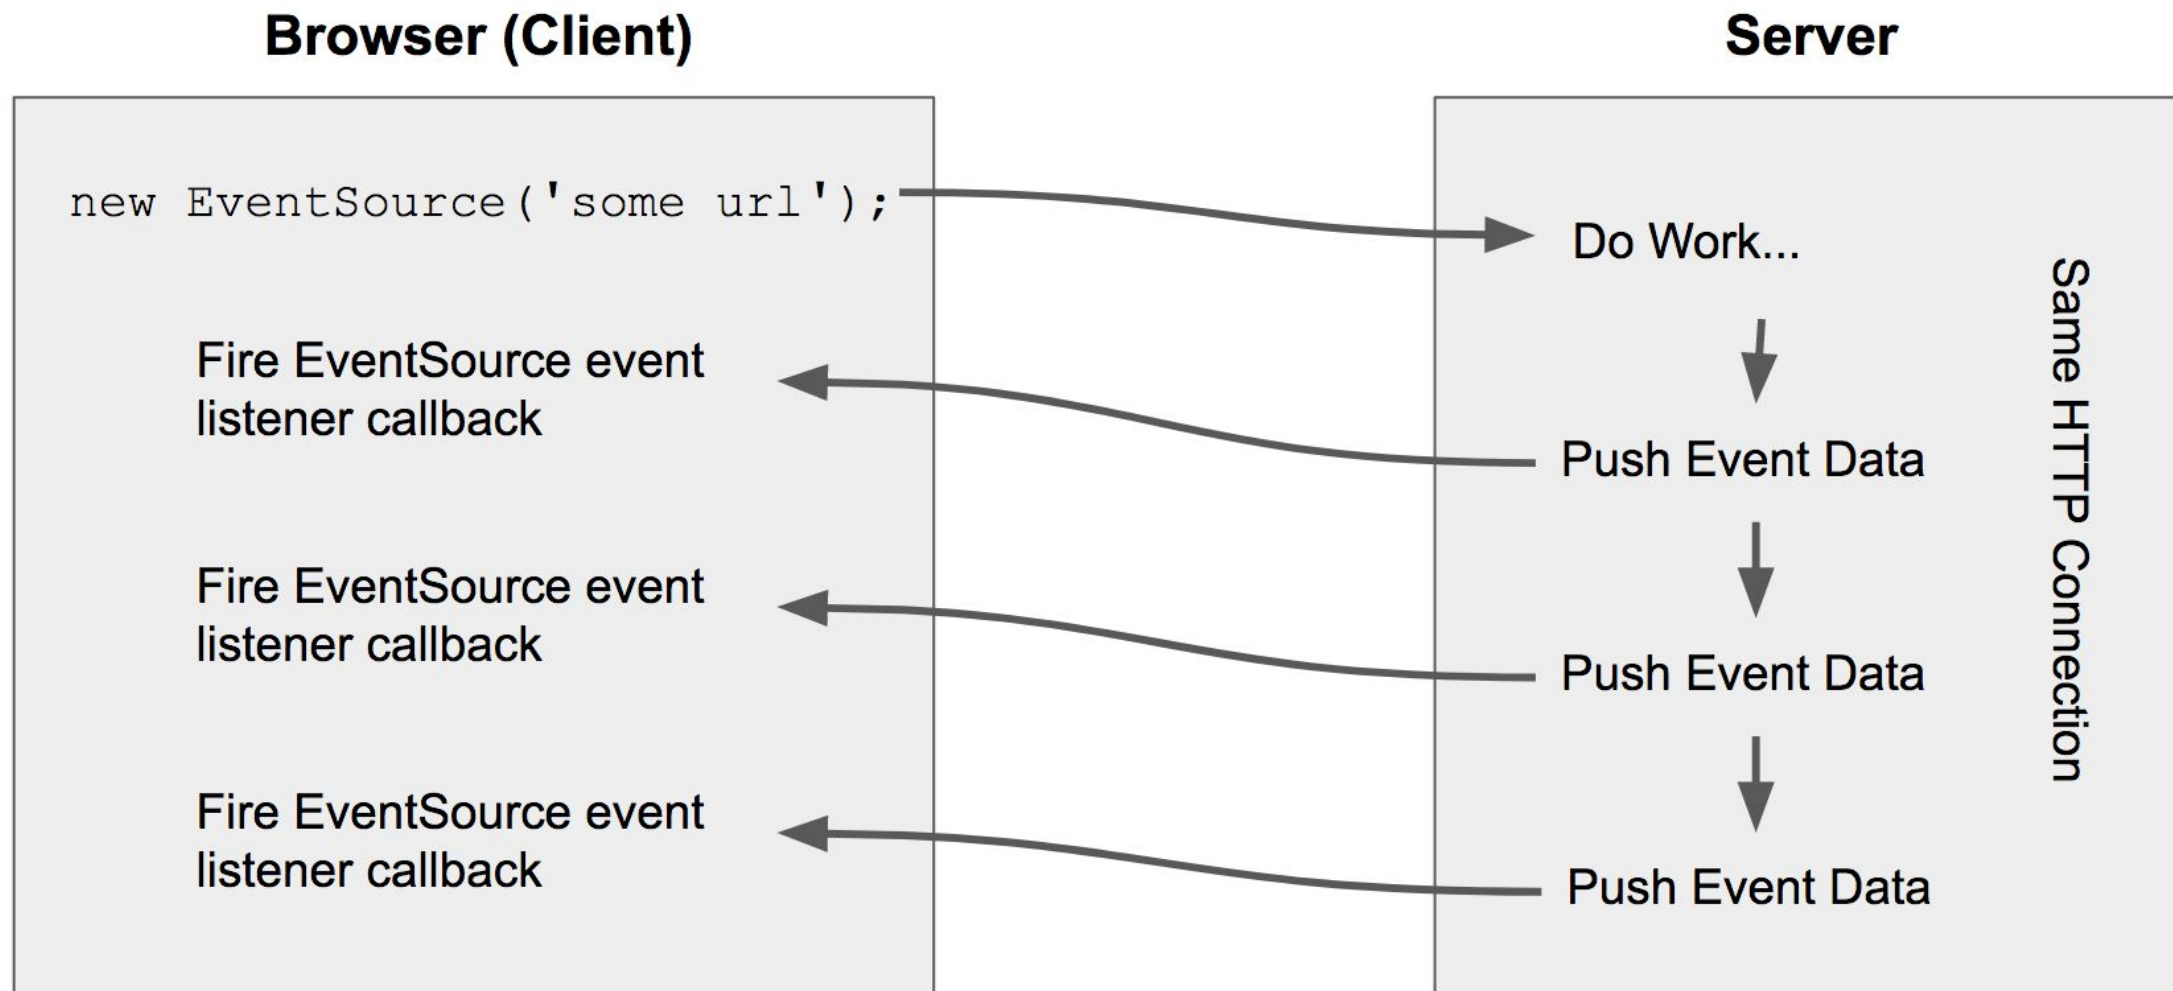 Browser (Client)
Server
new EventSource('some url');
Do Work...
Fire EventSource event
listener callback
Push Event Data
Fire EventSource event
listener callback
Push Event Data
Fire EventSource event
listener callback
Push Event Data
Same HTTP Connection